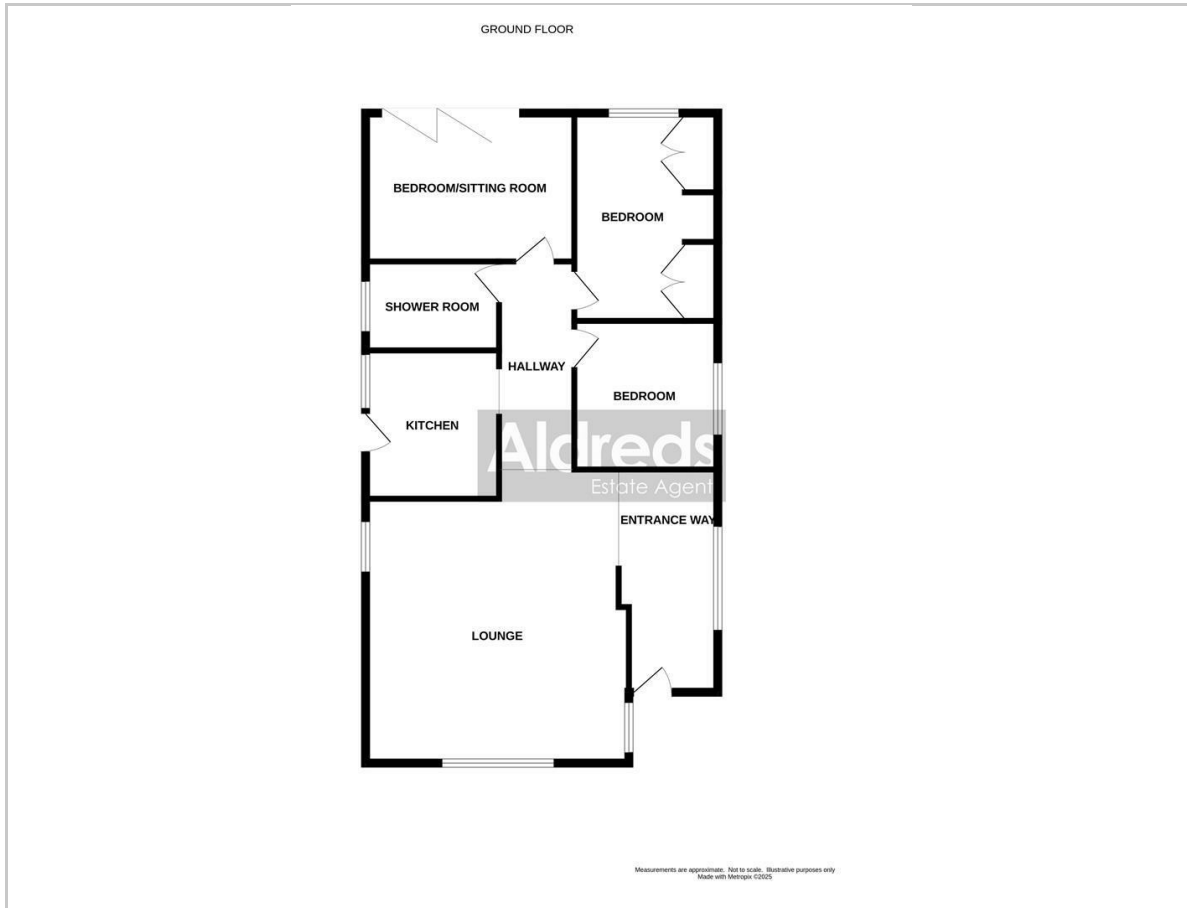 GROUND FLOOR
BEDROOM/SITTING ROOM
BEDROOM
SHOWER ROOM
HALLWAY
BEDROOM
KITCHEN
Aldreds
Estate Agent
ENTRANCE WAY
LOUNGE
Measurements are approximate. Not to scale. Illustrative purposes only
Made with Metropix ©2025